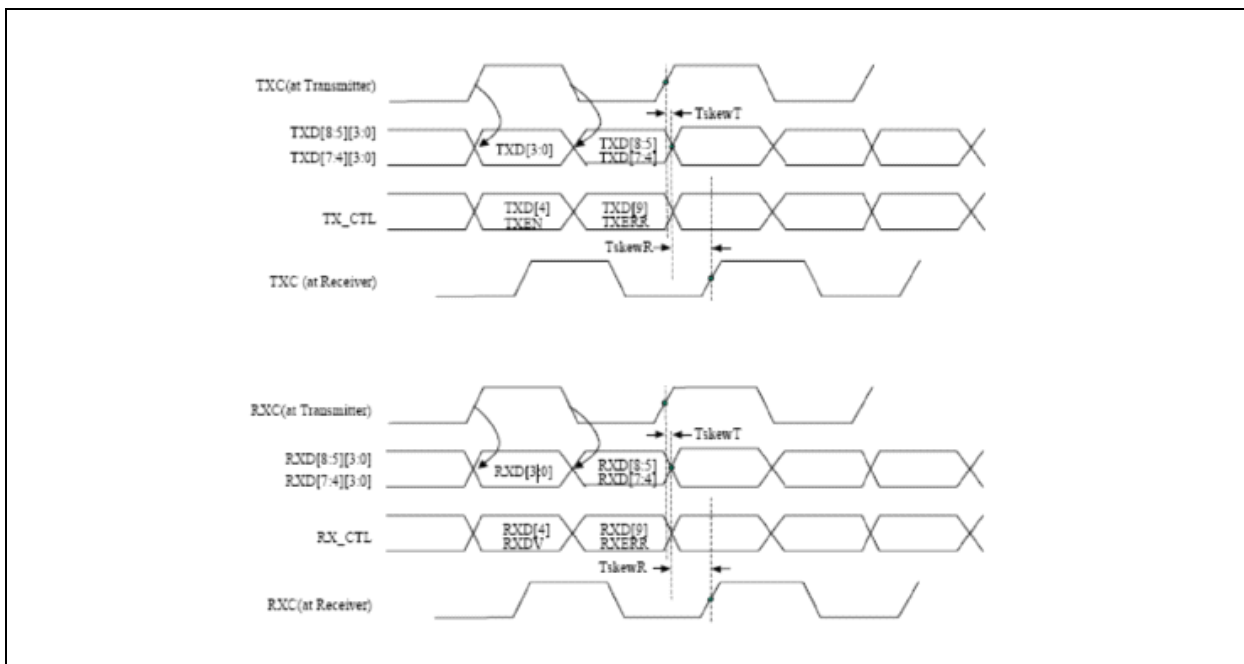 TXC(at Transmitter)
TskewT
TXD[8:5][3:0]
TXD[7:4][3:0]
TXD[3:0]
TXD[8:5]
TXD[7:4]
TX_CTL
TXD[4]
TXEN
TXD[9]
TXERR
TskewR
TXC (at Receiver)
RXC(at Transmitter)
TskewT
RXD[8:5][3:0]
RXD[7:4][3:0]
RXD[3:0]
RXD[8:5]
RXD[7:4]
RX_CTL
RXD[4]
RXDV
RXD[9]
RXERR
TskewR
RXC(at Receiver)